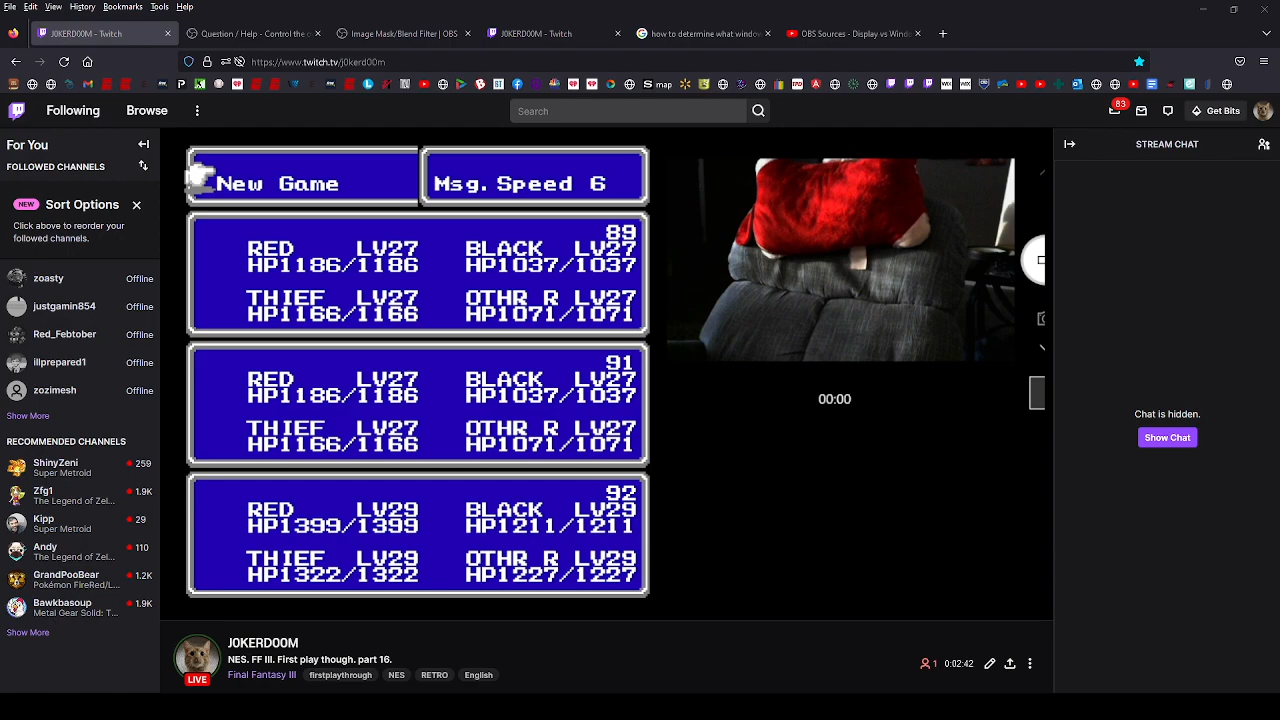 File Edit View History Bookmarks Tools Help
J0KERD00M - Twitch
Question / Help - Control the c
Image Mask/Blend Filter | OBS
J0KERD00M - Twitch
how to determine what window
OBS Sources - Display vs Windo
https://www.twitch.tv/j0kerd00m
map
Following
Browse
Search
83
Get Bits
For You
FOLLOWED CHANNELS
NEW Sort Options
Click above to reorder your
followed channels.
zoasty Offline
justgamin854 Offline
Red_Febtober Offline
illprepared1 Offline
zozimesh Offline
Show More
RECOMMENDED CHANNELS
ShinyZeni 259
Super Metroid
Zfg1 1.9K
The Legend of Zel...
Kipp 29
Super Metroid
Andy 110
The Legend of Zel...
GrandPooBear 1.2K
Pokémon FireRed/L...
Bawkbasoup 1.9K
Metal Gear Solid: T...
Show More
New Game
Msg.Speed 6
89
RED LV27 BLACK LV27
HP1186/1186 HP1037/1037
THIEF LV27 OTHR R LV27
HP1166/1166 HP1071/1071
91
RED LV27 BLACK LV27
HP1186/1186 HP1037/1037
THIEF LV27 OTHR R LV27
HP1166/1166 HP1071/1071
92
RED LV29 BLACK LV29
HP1399/1399 HP1211/1211
THIEF LV29 OTHR R LV29
HP1322/1322 HP1227/1227
00:00
J0KERD00M
LIVE
NES. FF III. First play though. part 16.
Final Fantasy III firstplaythrough NES RETRO English
1 0:02:42
STREAM CHAT
Chat is hidden.
Show Chat